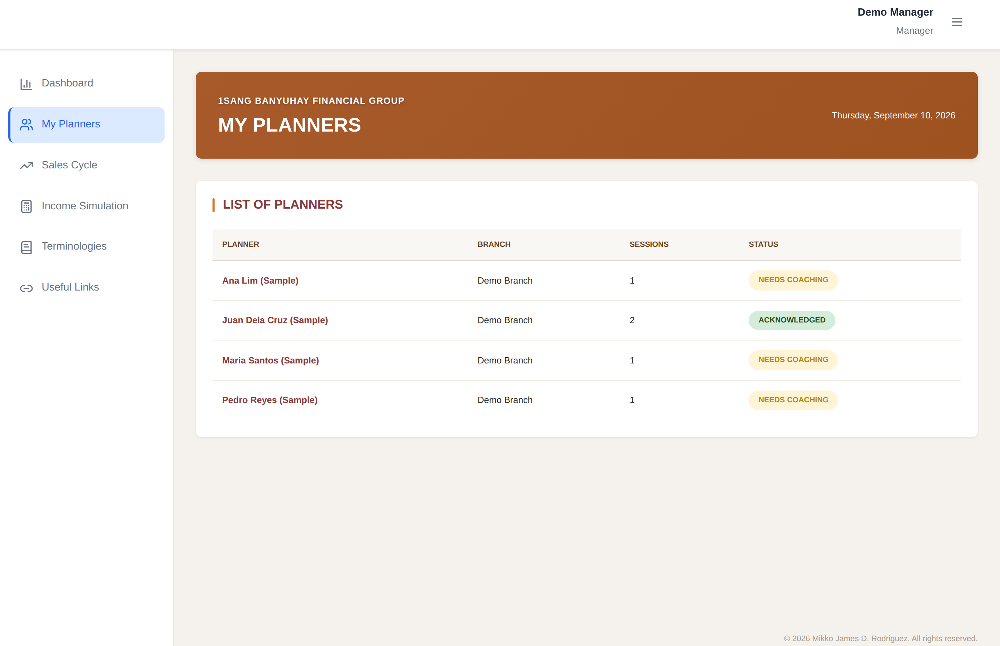 Demo Manager
Manager
Dashboard
My Planners
Sales Cycle
Income Simulation
Terminologies
Useful Links
1SANG BANYUHAY FINANCIAL GROUP
MY PLANNERS
Thursday, September 10, 2026
LIST OF PLANNERS
PLANNER BRANCH SESSIONS STATUS
Ana Lim (Sample) Demo Branch 1 NEEDS COACHING
Juan Dela Cruz (Sample) Demo Branch 2 ACKNOWLEDGED
Maria Santos (Sample) Demo Branch 1 NEEDS COACHING
Pedro Reyes (Sample) Demo Branch 1 NEEDS COACHING
© 2026 Mikko James D. Rodriguez. All rights reserved.